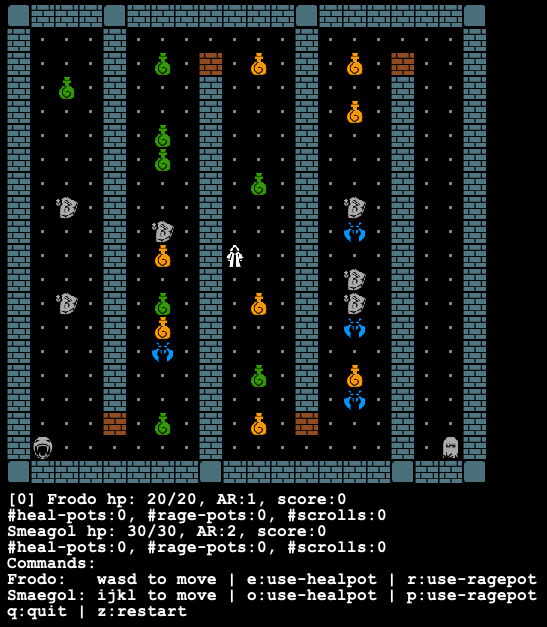 [0] Frodo hp: 20/20, AR:1, score:0
#heal-pots:0, #rage-pots:0, #scrolls:0
Smeagol hp: 30/30, AR:2, score:0
#heal-pots:0, #rage-pots:0, #scrolls:0
Commands:
Frodo:   wasd to move | e:use-healpot | r:use-ragepot
Smaegol: ijkl to move | o:use-healpot | p:use-ragepot
q:quit | z:restart